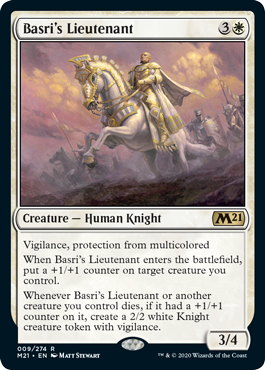 Basri's Lieutenant 3
Creature — Human Knight M21
Vigilance, protection from multicolored
When Basri's Lieutenant enters the battlefield,
put a +1/+1 counter on target creature you
control.
Whenever Basri's Lieutenant or another
creature you control dies, if it had a +1/+1
counter on it, create a 2/2 white Knight
creature token with vigilance.
3/4
009/274 R
M21 • EN Matt Stewart
™ & © 2020 Wizards of the Coast